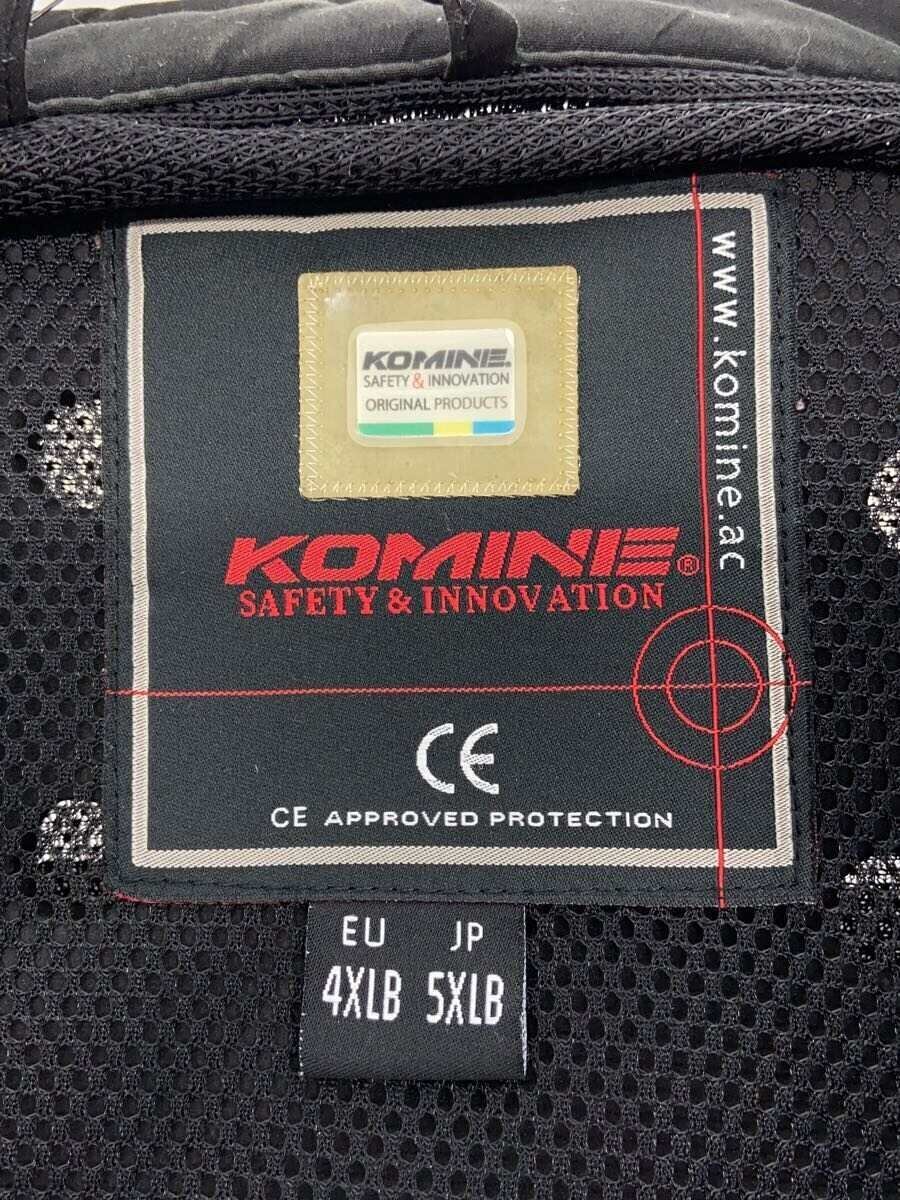 KOMINE.
SAFETY & INNOVATION
ORIGINAL PRODUCTS
www.komine.ac
KOMINE®
SAFETY & INNOVATION
CE
CE APPROVED PROTECTION
EU JP
4XLB 5XLB